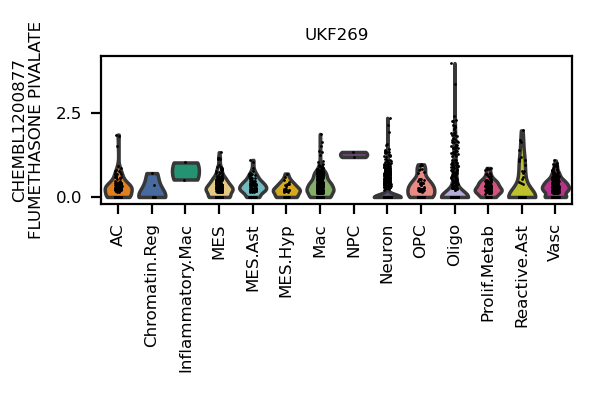 UKF269
CHEMBL1200877
FLUMETHASONE PIVALATE
2.5
0.0
AC
Chromatin.Reg
Inflammatory.Mac
MES
MES.Ast
MES.Hyp
Mac
NPC
Neuron
OPC
Oligo
Prolif.Metab
Reactive.Ast
Vasc